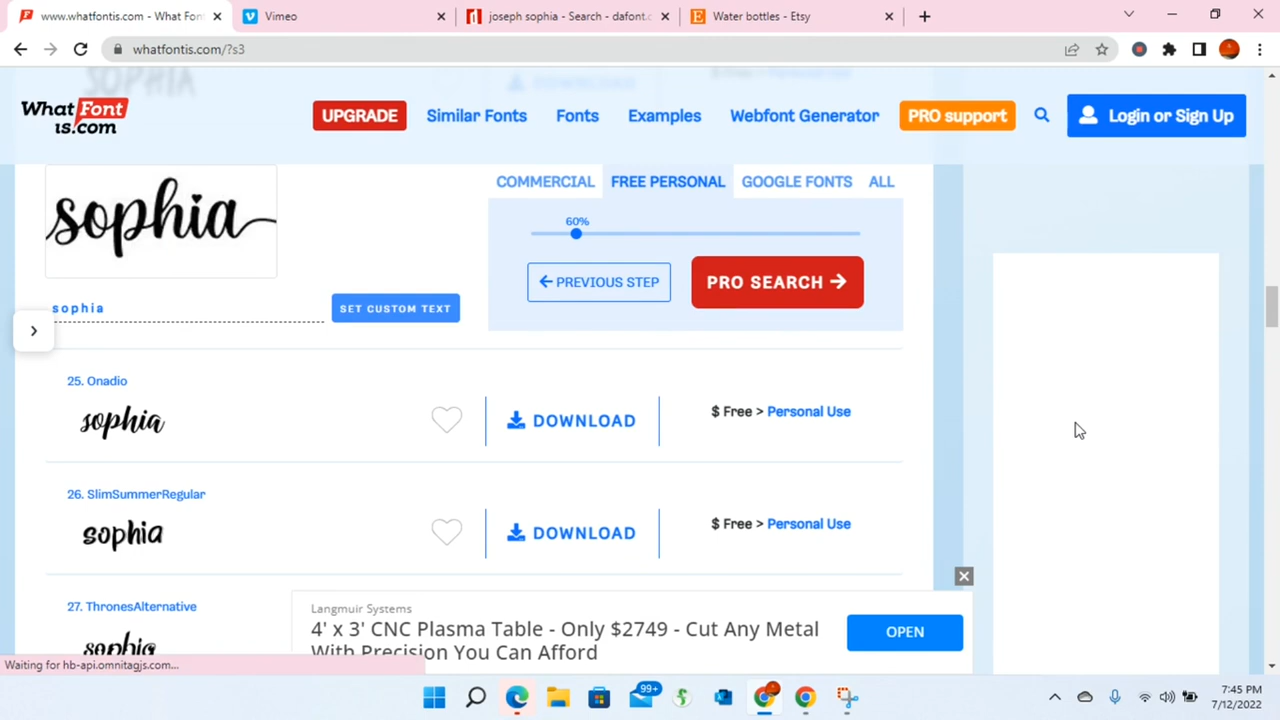 www.whatfontis.com - What Fon
Vimeo
joseph sophia - Search - dafont.c
Water bottles - Etsy
whatfontis.com/?s3
SOPHIA
DOWNLOAD
What Font
is.com
UPGRADE
Similar Fonts
Fonts
Examples
Webfont Generator
PRO support
Login or Sign Up
sophia
COMMERCIAL
FREE PERSONAL
GOOGLE FONTS
ALL
60%
PREVIOUS STEP
PRO SEARCH
sophia
SET CUSTOM TEXT
25. Onadio
sophia
DOWNLOAD
$ Free > Personal Use
26. SlimSummerRegular
sophia
DOWNLOAD
$ Free > Personal Use
27. ThronesAlternative
sophia
Langmuir Systems
4' x 3' CNC Plasma Table - Only $2749 - Cut Any Metal
With Precision You Can Afford
OPEN
Waiting for hb-api.omnitagjs.com...
99+
7:45 PM
7/12/2022